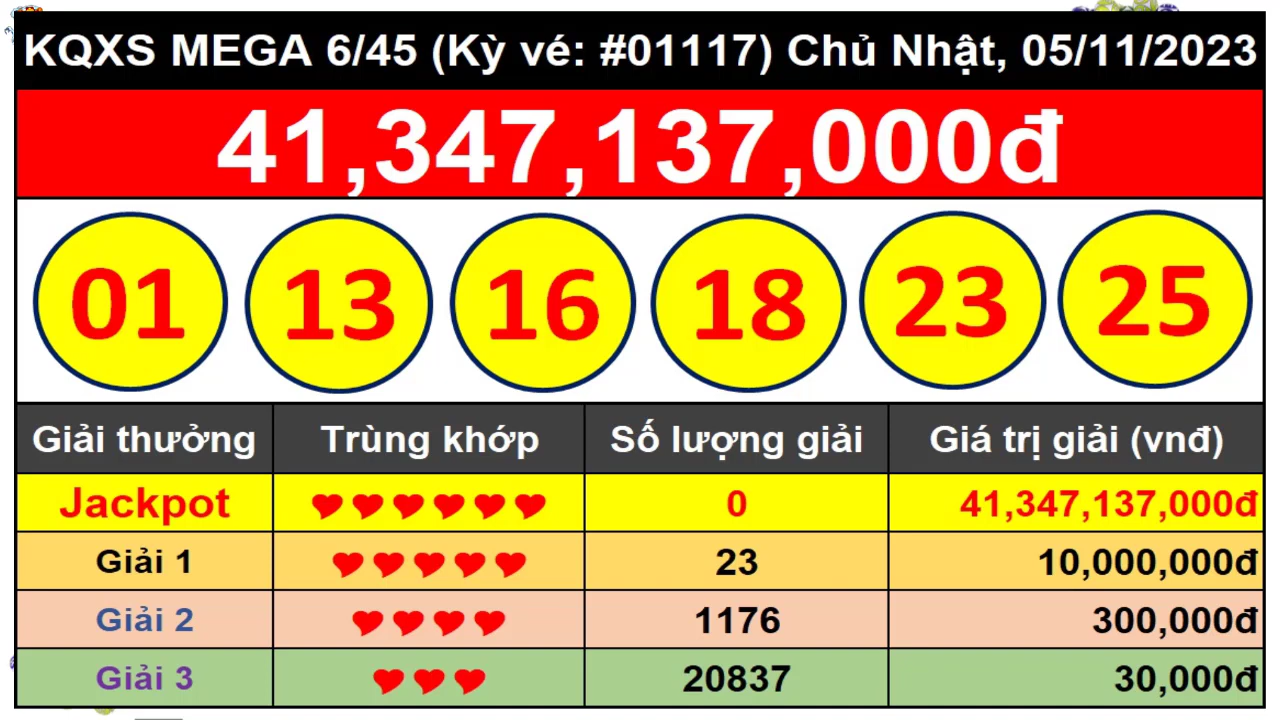 KQXS MEGA 6/45 (Kỳ vé: #01117) Chủ Nhật, 05/11/2023
41,347,137,000đ
01 13 16 18 23 25
Giải thưởng Trùng khớp Số lượng giải Giá trị giải (vnđ)
Jackpot 0 41,347,137,000đ
Giải 1 23 10,000,000đ
Giải 2 1176 300,000đ
Giải 3 20837 30,000đ